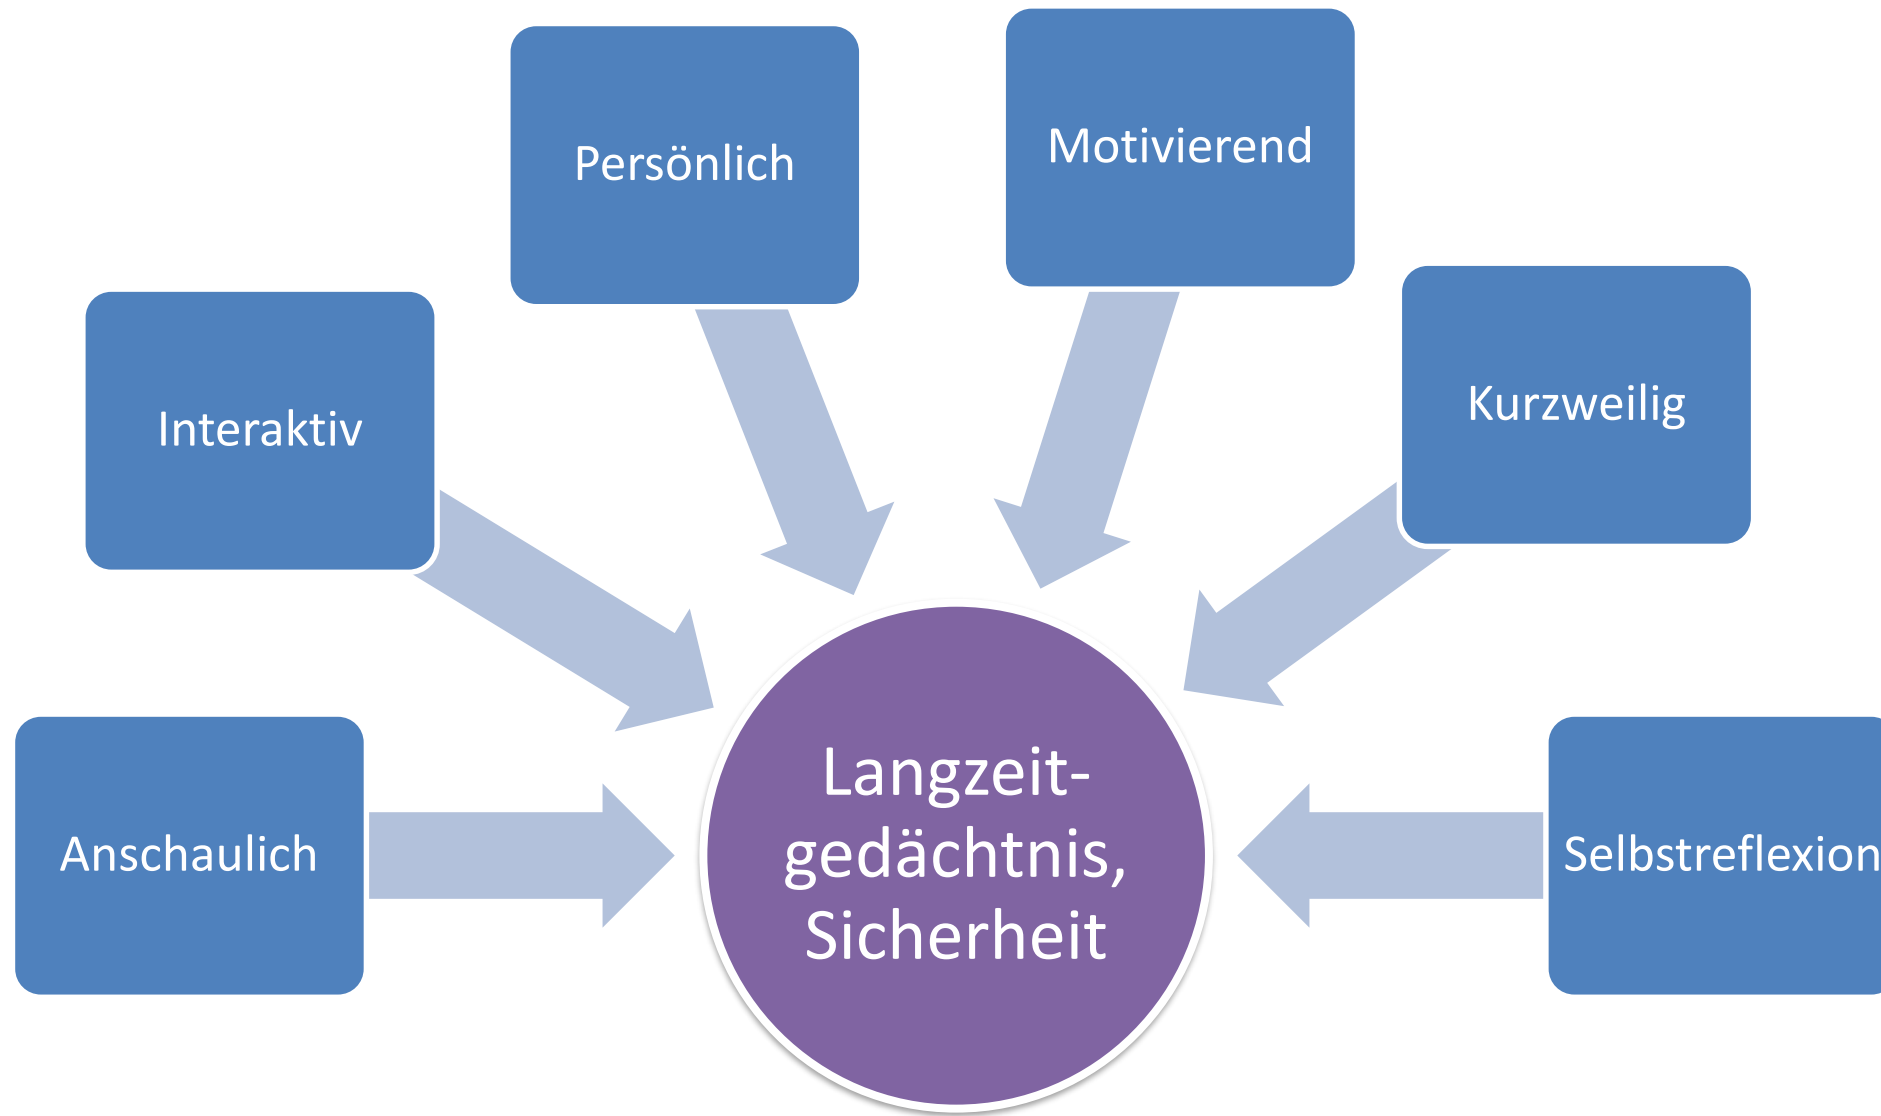 Persönlich
Motivierend
Interaktiv
Kurzweilig
Anschaulich
Langzeit-
gedächtnis,
Sicherheit
Selbstreflexion